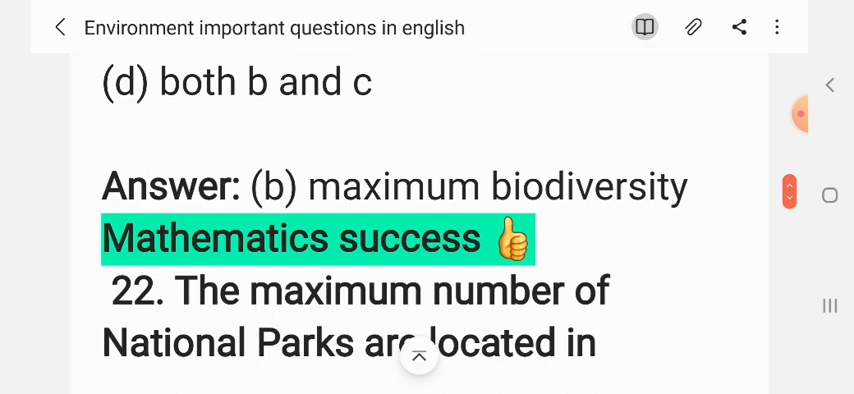 Environment important questions in english
(d) both b and c
Answer: (b) maximum biodiversity
Mathematics success 👍
22. The maximum number of
National Parks are located in